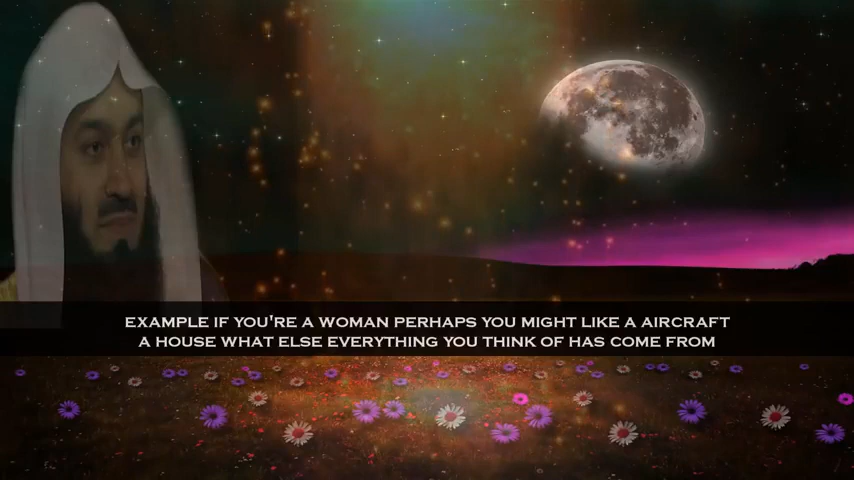 EXAMPLE IF YOU'RE A WOMAN PERHAPS YOU MIGHT LIKE A AIRCRAFT
A HOUSE WHAT ELSE EVERYTHING YOU THINK OF HAS COME FROM